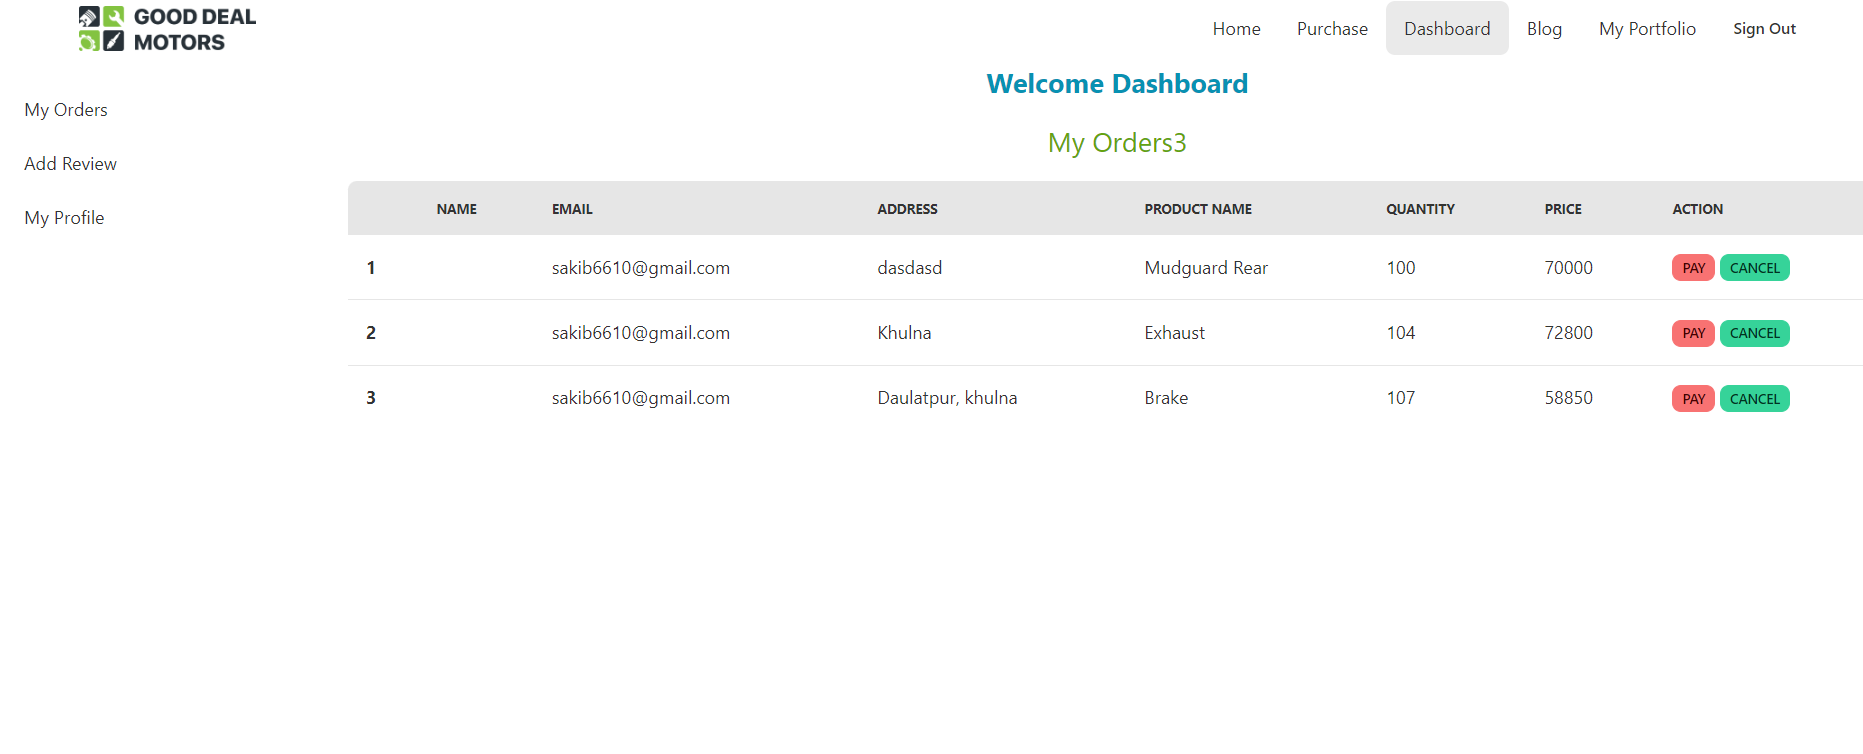 GOOD DEAL
MOTORS
Home Purchase Dashboard Blog My Portfolio Sign Out
My Orders
Add Review
My Profile
Welcome Dashboard
My Orders3
NAME EMAIL ADDRESS PRODUCT NAME QUANTITY PRICE ACTION
1 sakib6610@gmail.com dasdasd Mudguard Rear 100 70000 PAY CANCEL
2 sakib6610@gmail.com Khulna Exhaust 104 72800 PAY CANCEL
3 sakib6610@gmail.com Daulatpur, khulna Brake 107 58850 PAY CANCEL